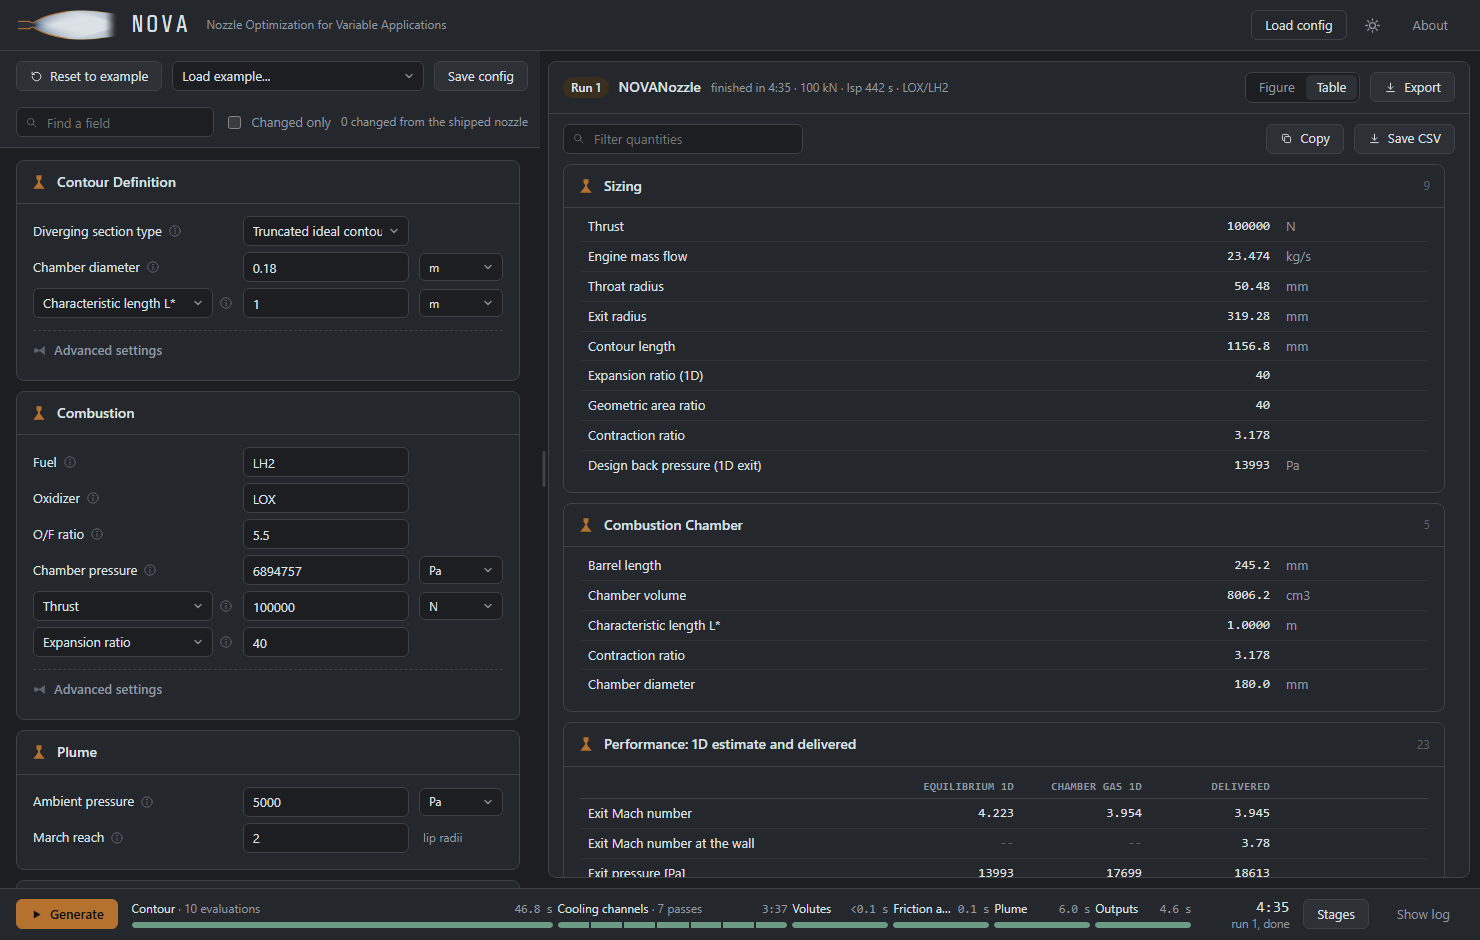 NOVA Nozzle Optimization for Variable Applications Load config About
Reset to example Load example... Save config
Find a field Changed only 0 changed from the shipped nozzle
Contour Definition
Diverging section type Truncated ideal contou
Chamber diameter 0.18 m
Characteristic length L* 1 m
Advanced settings
Combustion
Fuel LH2
Oxidizer LOX
O/F ratio 5.5
Chamber pressure 6894757 Pa
Thrust 100000 N
Expansion ratio 40
Advanced settings
Plume
Ambient pressure 5000 Pa
March reach 2 lip radii
Run 1 NOVANozzle finished in 4:35 · 100 kN · Isp 442 s · LOX/LH2 Figure Table Export
Filter quantities Copy Save CSV
Sizing 9
Thrust 100000 N
Engine mass flow 23.474 kg/s
Throat radius 50.48 mm
Exit radius 319.28 mm
Contour length 1156.8 mm
Expansion ratio (1D) 40
Geometric area ratio 40
Contraction ratio 3.178
Design back pressure (1D exit) 13993 Pa
Combustion Chamber 5
Barrel length 245.2 mm
Chamber volume 8006.2 cm3
Characteristic length L* 1.0000 m
Contraction ratio 3.178
Chamber diameter 180.0 mm
Performance: 1D estimate and delivered 23
EQUILIBRIUM 1D CHAMBER GAS 1D DELIVERED
Exit Mach number 4.223 3.954 3.945
Exit Mach number at the wall -- -- 3.78
Exit pressure [Pa] 13993 17699 18613
Generate Contour · 10 evaluations 46.8 s Cooling channels · 7 passes 3:37 Volutes <0.1 s Friction a... 0.1 s Plume 6.0 s Outputs 4.6 s 4:35 Stages Show log
run 1, done